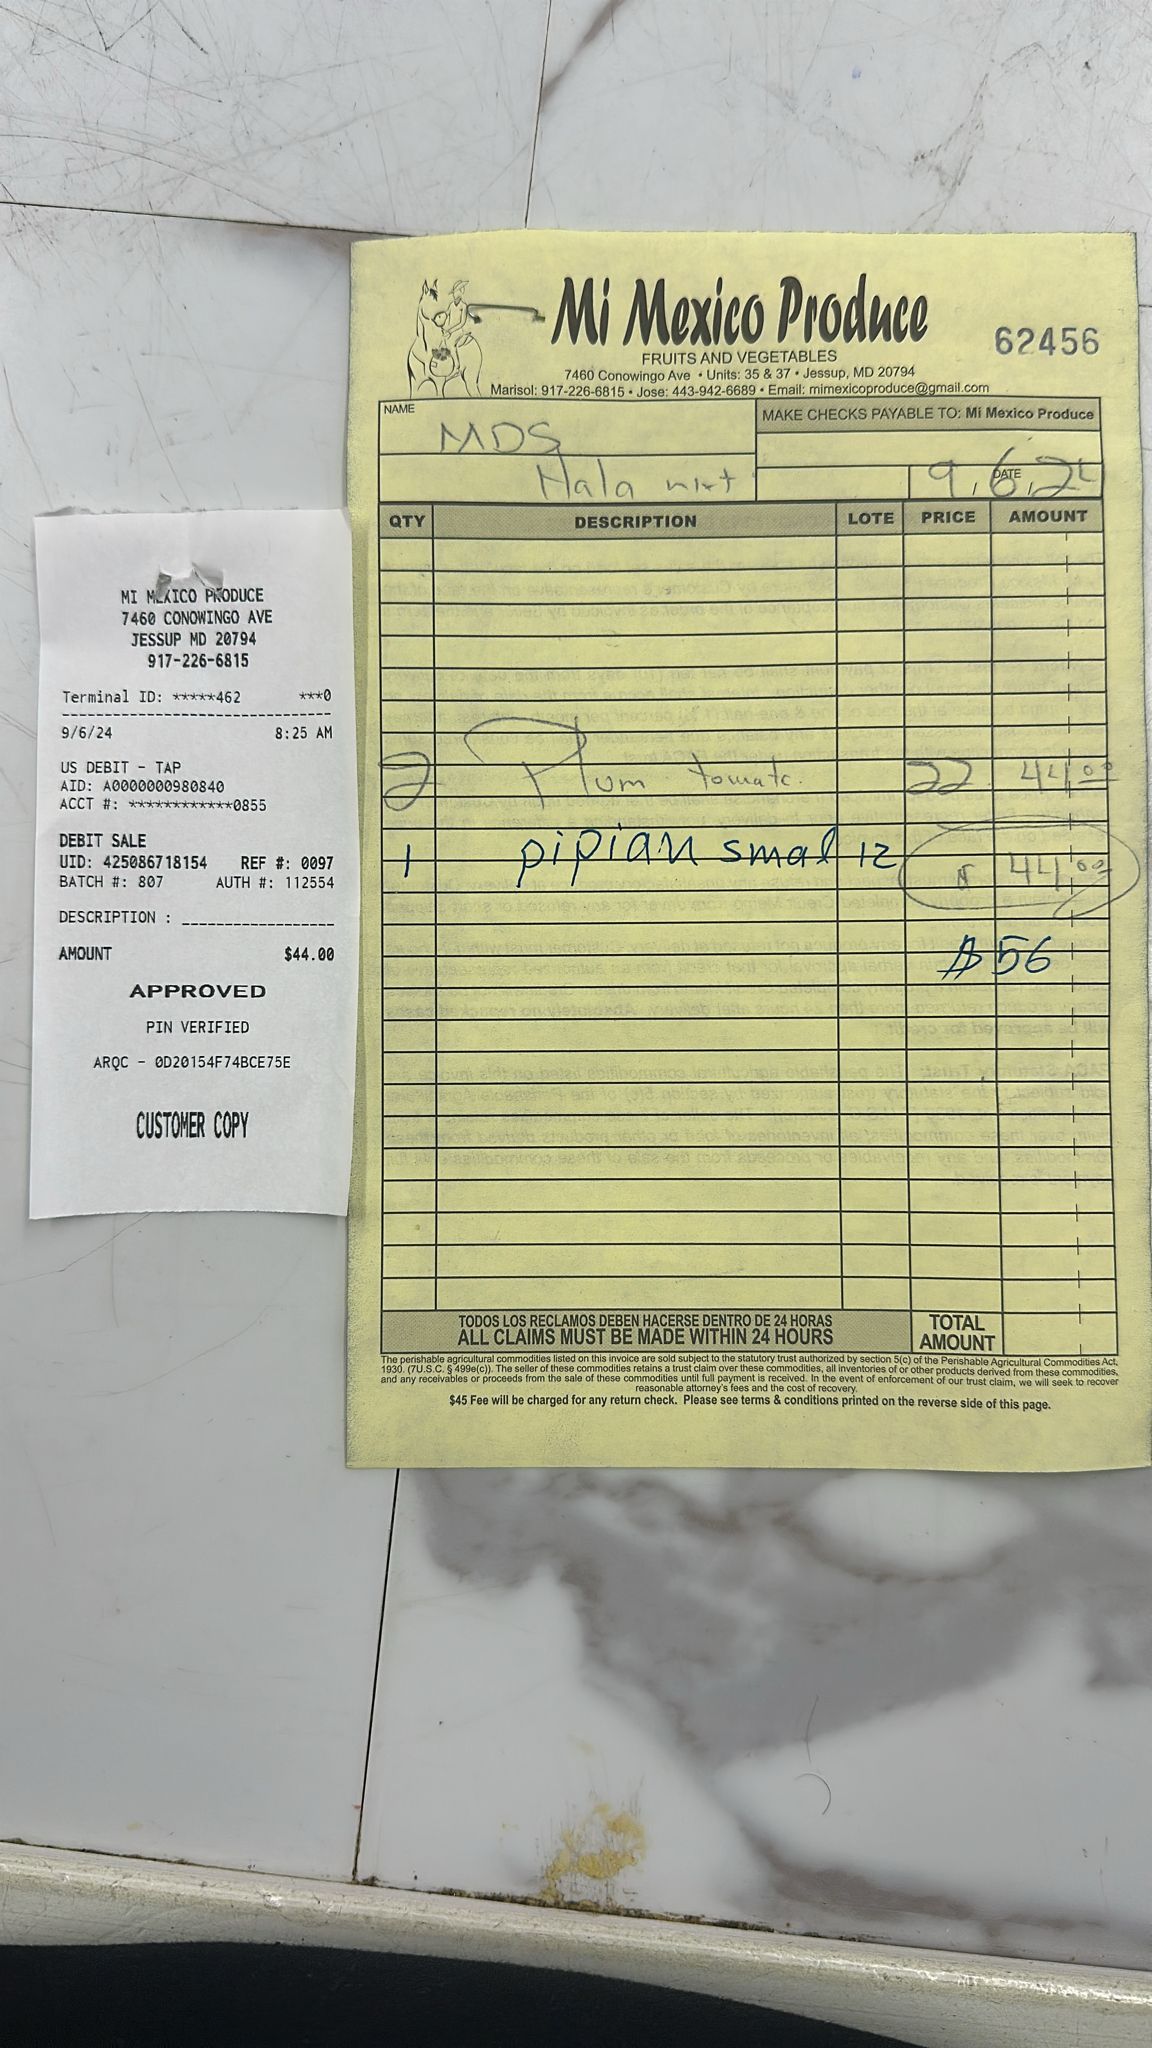 MI MEXICO PRODUCE
7460 CONOWINGO AVE
JESSUP MD 20794
917-226-6815
Terminal ID: *****462 ***0
9/6/24 8:25 AM
US DEBIT - TAP
AID: A0000000980840
ACCT #: ************0855
DEBIT SALE
UID: 425086718154 REF #: 0097
BATCH #: 807 AUTH #: 112554
DESCRIPTION :
AMOUNT $44.00
APPROVED
PIN VERIFIED
ARQC - 0D20154F74BCE75E
CUSTOMER COPY
Mi Mexico Produce
62456
FRUITS AND VEGETABLES
7460 Conowingo Ave • Units: 35 & 37 • Jessup, MD 20794
Marisol: 917-226-6815 • Jose: 443-942-6689 • Email: mimexicoproduce@gmail.com
NAME MAKE CHECKS PAYABLE TO: Mi Mexico Produce
MDS
Hala
DATE 9,6,24
QTY DESCRIPTION LOTE PRICE AMOUNT
2 Plum tomato 22 44.00
1 pipian smal 12
44.00
$56
TODOS LOS RECLAMOS DEBEN HACERSE DENTRO DE 24 HORAS
ALL CLAIMS MUST BE MADE WITHIN 24 HOURS
TOTAL AMOUNT
The perishable agricultural commodities listed on this invoice are sold subject to the statutory trust authorized by section 5(c) of the Perishable Agricultural Commodities Act,
1930. (7U.S.C. § 499e(c)). The seller of these commodities retains a trust claim over these commodities, all inventories of or other products derived from these commodities,
and any receivables or proceeds from the sale of these commodities until full payment is received. In the event of enforcement of our trust claim, we will seek to recover
reasonable attorney's fees and the cost of recovery.
$45 Fee will be charged for any return check. Please see terms & conditions printed on the reverse side of this page.